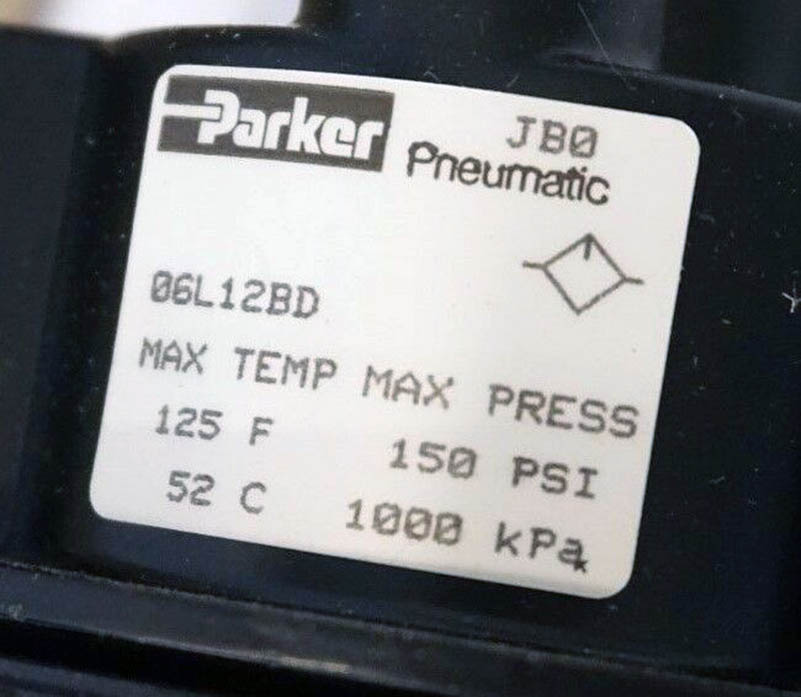 Parker
JB0
Pneumatic
06L12BD
MAX TEMP MAX PRESS
125 F 150 PSI
52 C 1000 kPa